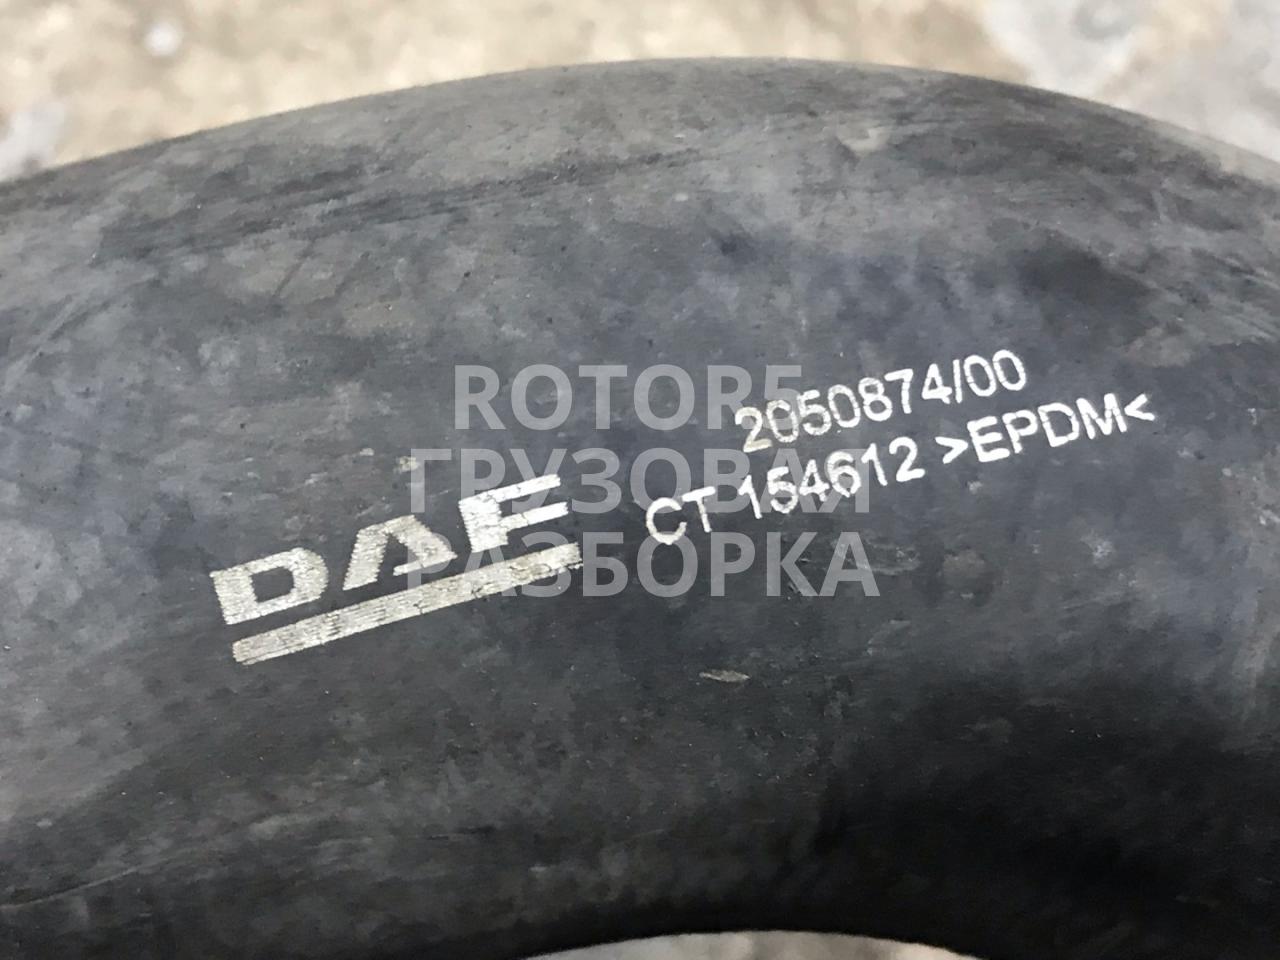 ROTOR5
ГРУЗОВАЯ
РАЗБОРКА
2050874/00
CT 154612 >EPDM<
DAF